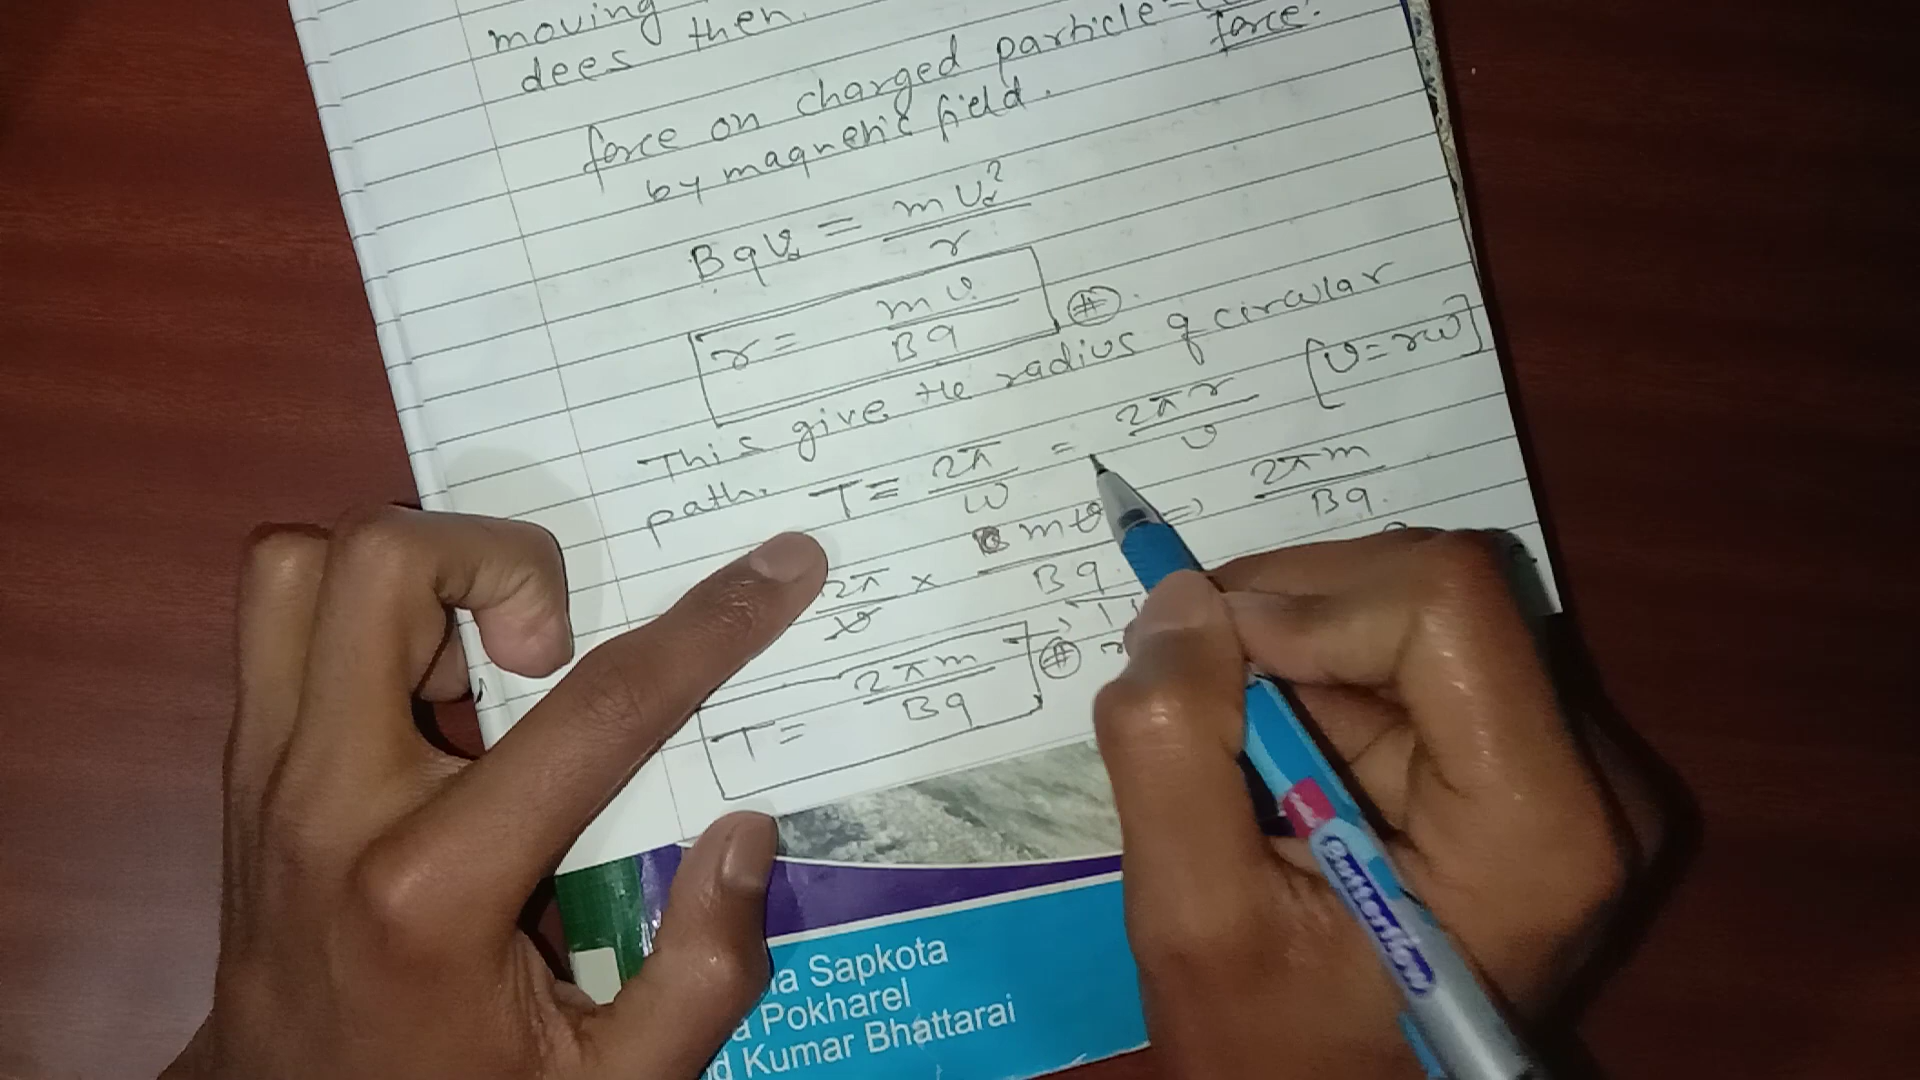 moving
dees then.
force on charged particle =
force.
by magnetic field.
Bqv = mv²/r
r = mv/Bq #.
This give the radius of circular
path. T = 2π/ω = 2πr/v [v=rω]
2π/v × mv/Bq => 2πm/Bq.
T = 2πm/Bq #
Sapkota
Pokharel
Kumar Bhattarai
Butterflow